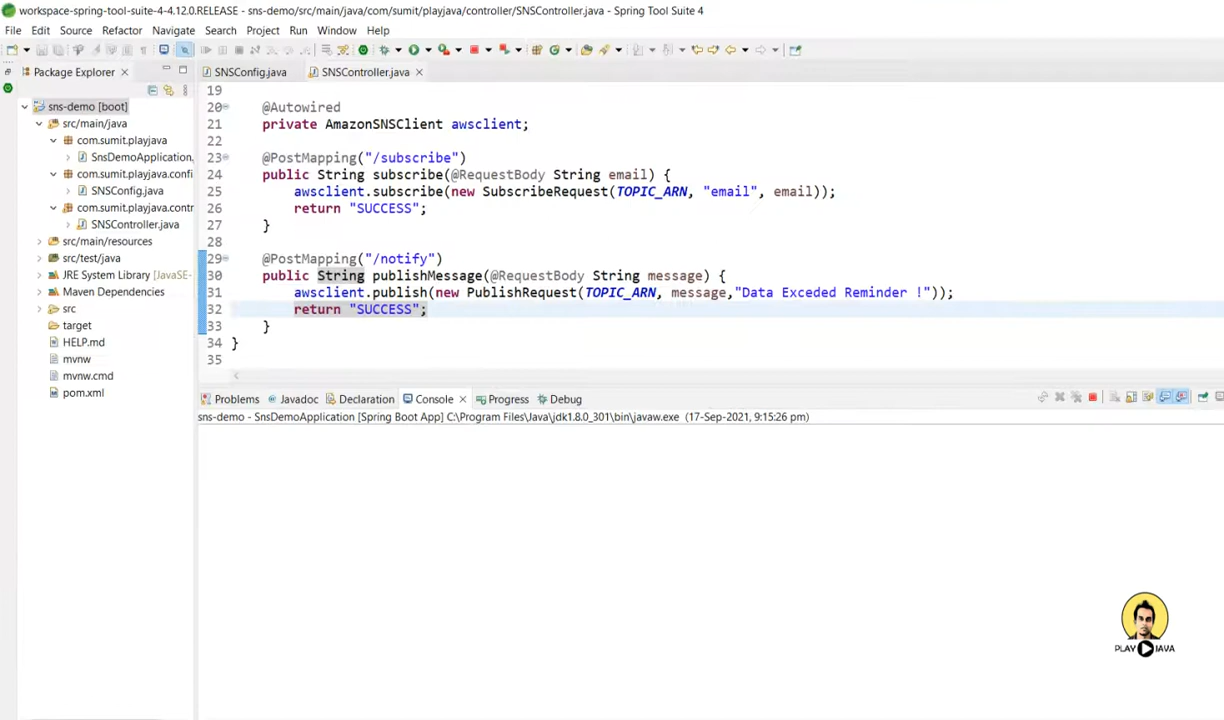 workspace-spring-tool-suite-4-4.12.0.RELEASE - sns-demo/src/main/java/com/sumit/playjava/controller/SNSController.java - Spring Tool Suite 4
File Edit Source Refactor Navigate Search Project Run Window Help
Package Explorer
SNSConfig.java
SNSController.java
sns-demo [boot]
src/main/java
com.sumit.playjava
SnsDemoApplication.
com.sumit.playjava.confi
SNSConfig.java
com.sumit.playjava.contr
SNSController.java
src/main/resources
src/test/java
JRE System Library [JavaSE-
Maven Dependencies
src
target
HELP.md
mvnw
mvnw.cmd
pom.xml
19
20 @Autowired
21 private AmazonSNSClient awsclient;
22
23 @PostMapping("/subscribe")
24 public String subscribe(@RequestBody String email) {
25 awsclient.subscribe(new SubscribeRequest(TOPIC_ARN, "email", email));
26 return "SUCCESS";
27 }
28
29 @PostMapping("/notify")
30 public String publishMessage(@RequestBody String message) {
31 awsclient.publish(new PublishRequest(TOPIC_ARN, message,"Data Exceded Reminder !"));
32 return "SUCCESS";
33 }
34 }
35
Problems Javadoc Declaration Console Progress Debug
sns-demo - SnsDemoApplication [Spring Boot App] C:\Program Files\Java\jdk1.8.0_301\bin\javaw.exe (17-Sep-2021, 9:15:26 pm)
PLAY JAVA